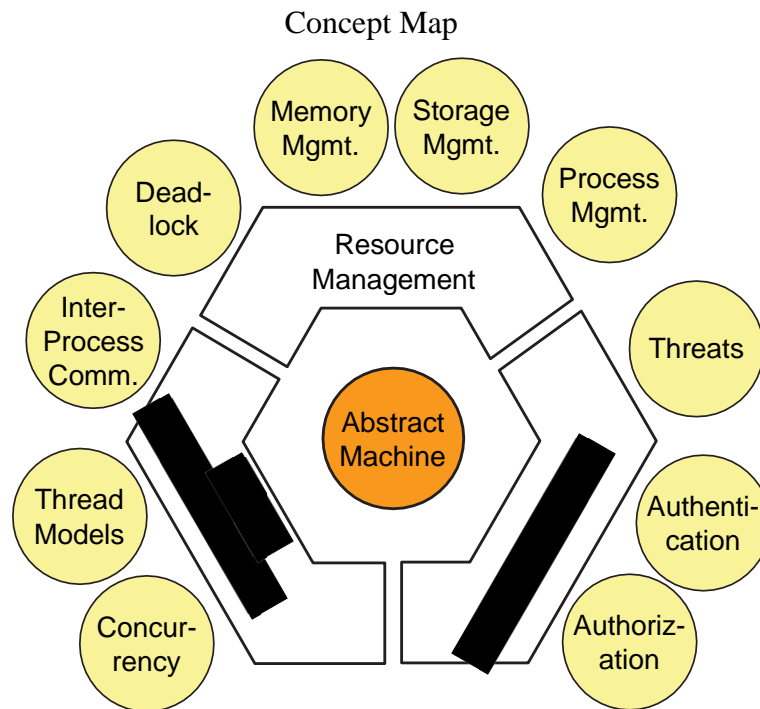 Concept Map
Memory
Mgmt.
Storage
Mgmt.
Dead-
lock
Process
Mgmt.
Resource
Management
Inter-
Process
Comm.
Threats
Abstract
Machine
Thread
Models
Authenti-
cation
Concur-
rency
Authoriz-
ation